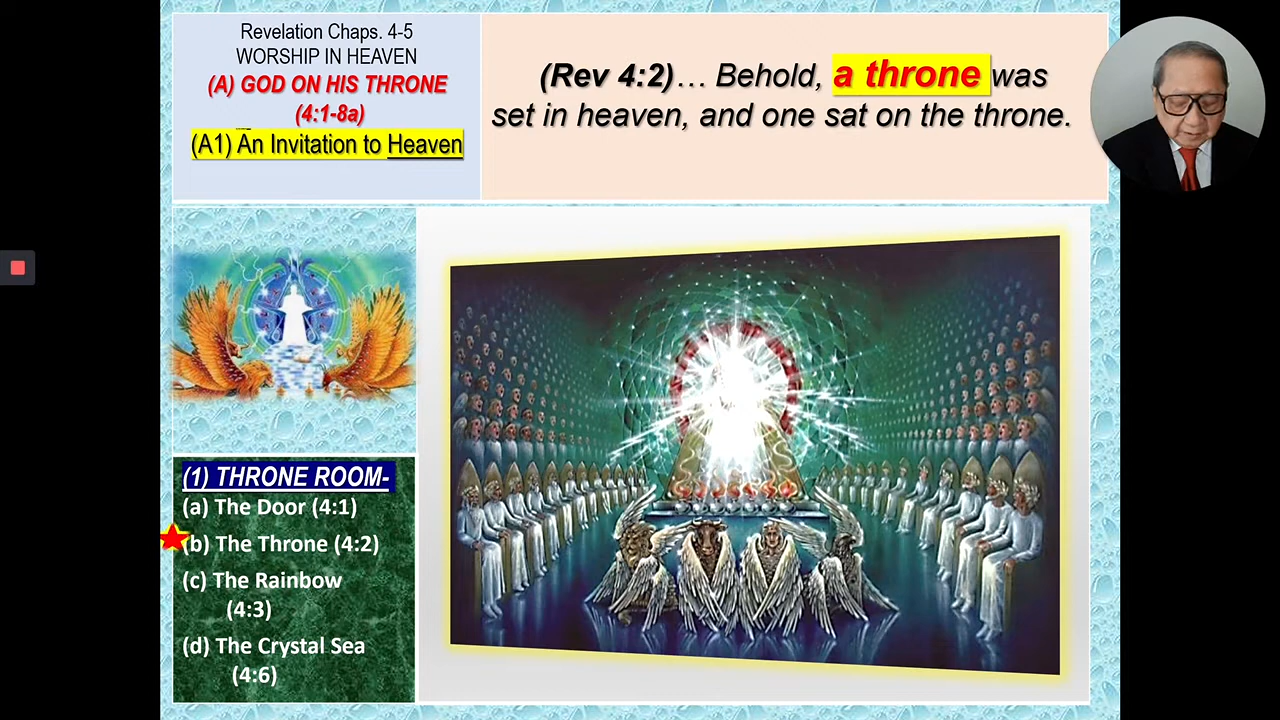 Revelation Chaps. 4-5
WORSHIP IN HEAVEN
(A) GOD ON HIS THRONE
(4:1-8a)
(A1) An Invitation to Heaven
(Rev 4:2)… Behold, a throne was
set in heaven, and one sat on the throne.
(1) THRONE ROOM-
(a) The Door (4:1)
(b) The Throne (4:2)
(c) The Rainbow
(4:3)
(d) The Crystal Sea
(4:6)